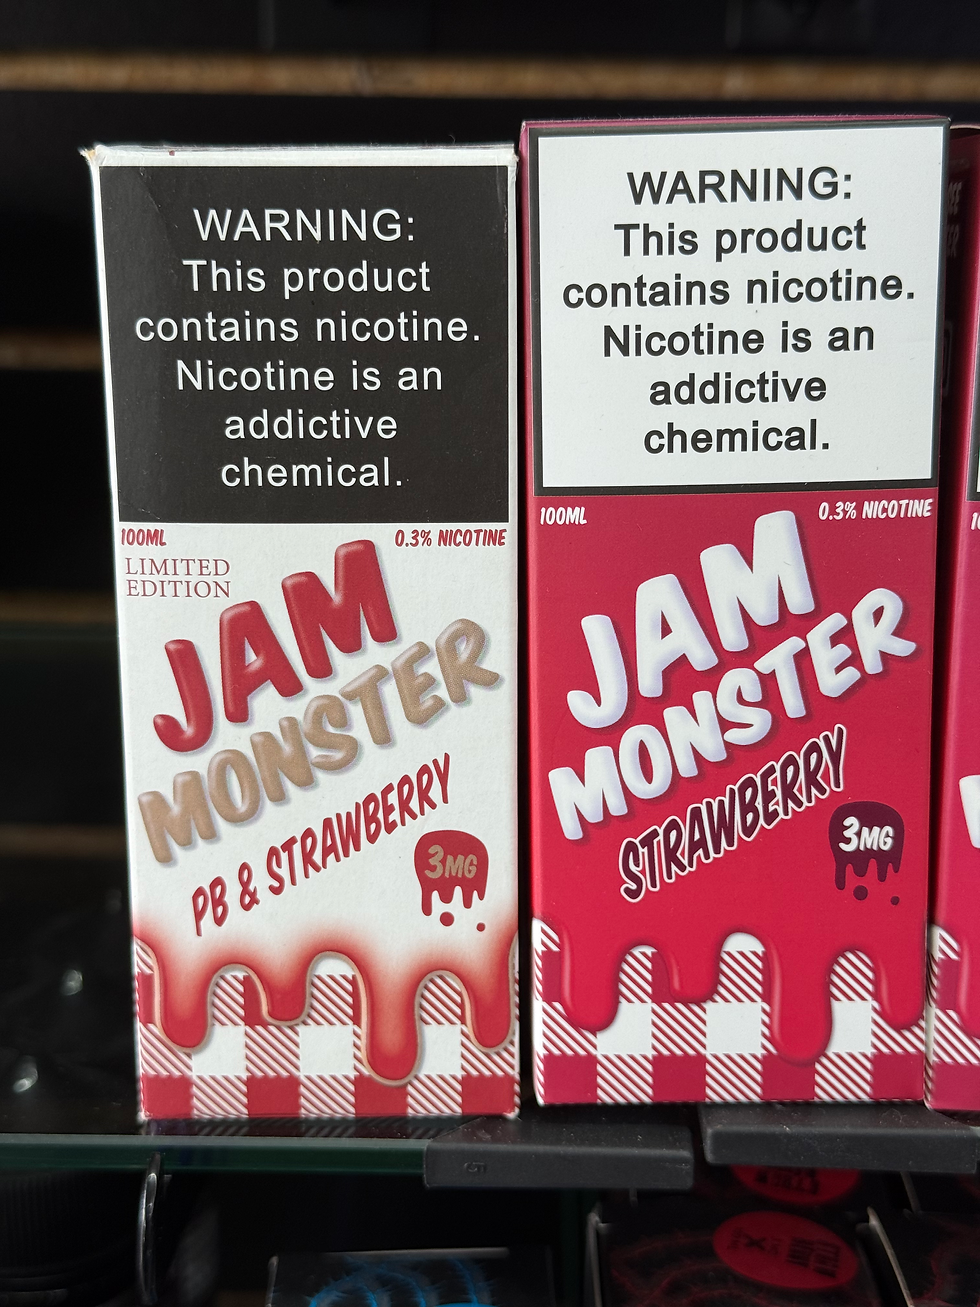 WARNING:
This product
contains nicotine.
Nicotine is an
addictive
chemical.
100ML
0.3% NICOTINE
LIMITED
EDITION
JAM
MONSTER
PB & STRAWBERRY
3MG
WARNING:
This product
contains nicotine.
Nicotine is an
addictive
chemical.
100ML
0.3% NICOTINE
JAM
MONSTER
STRAWBERRY
3MG